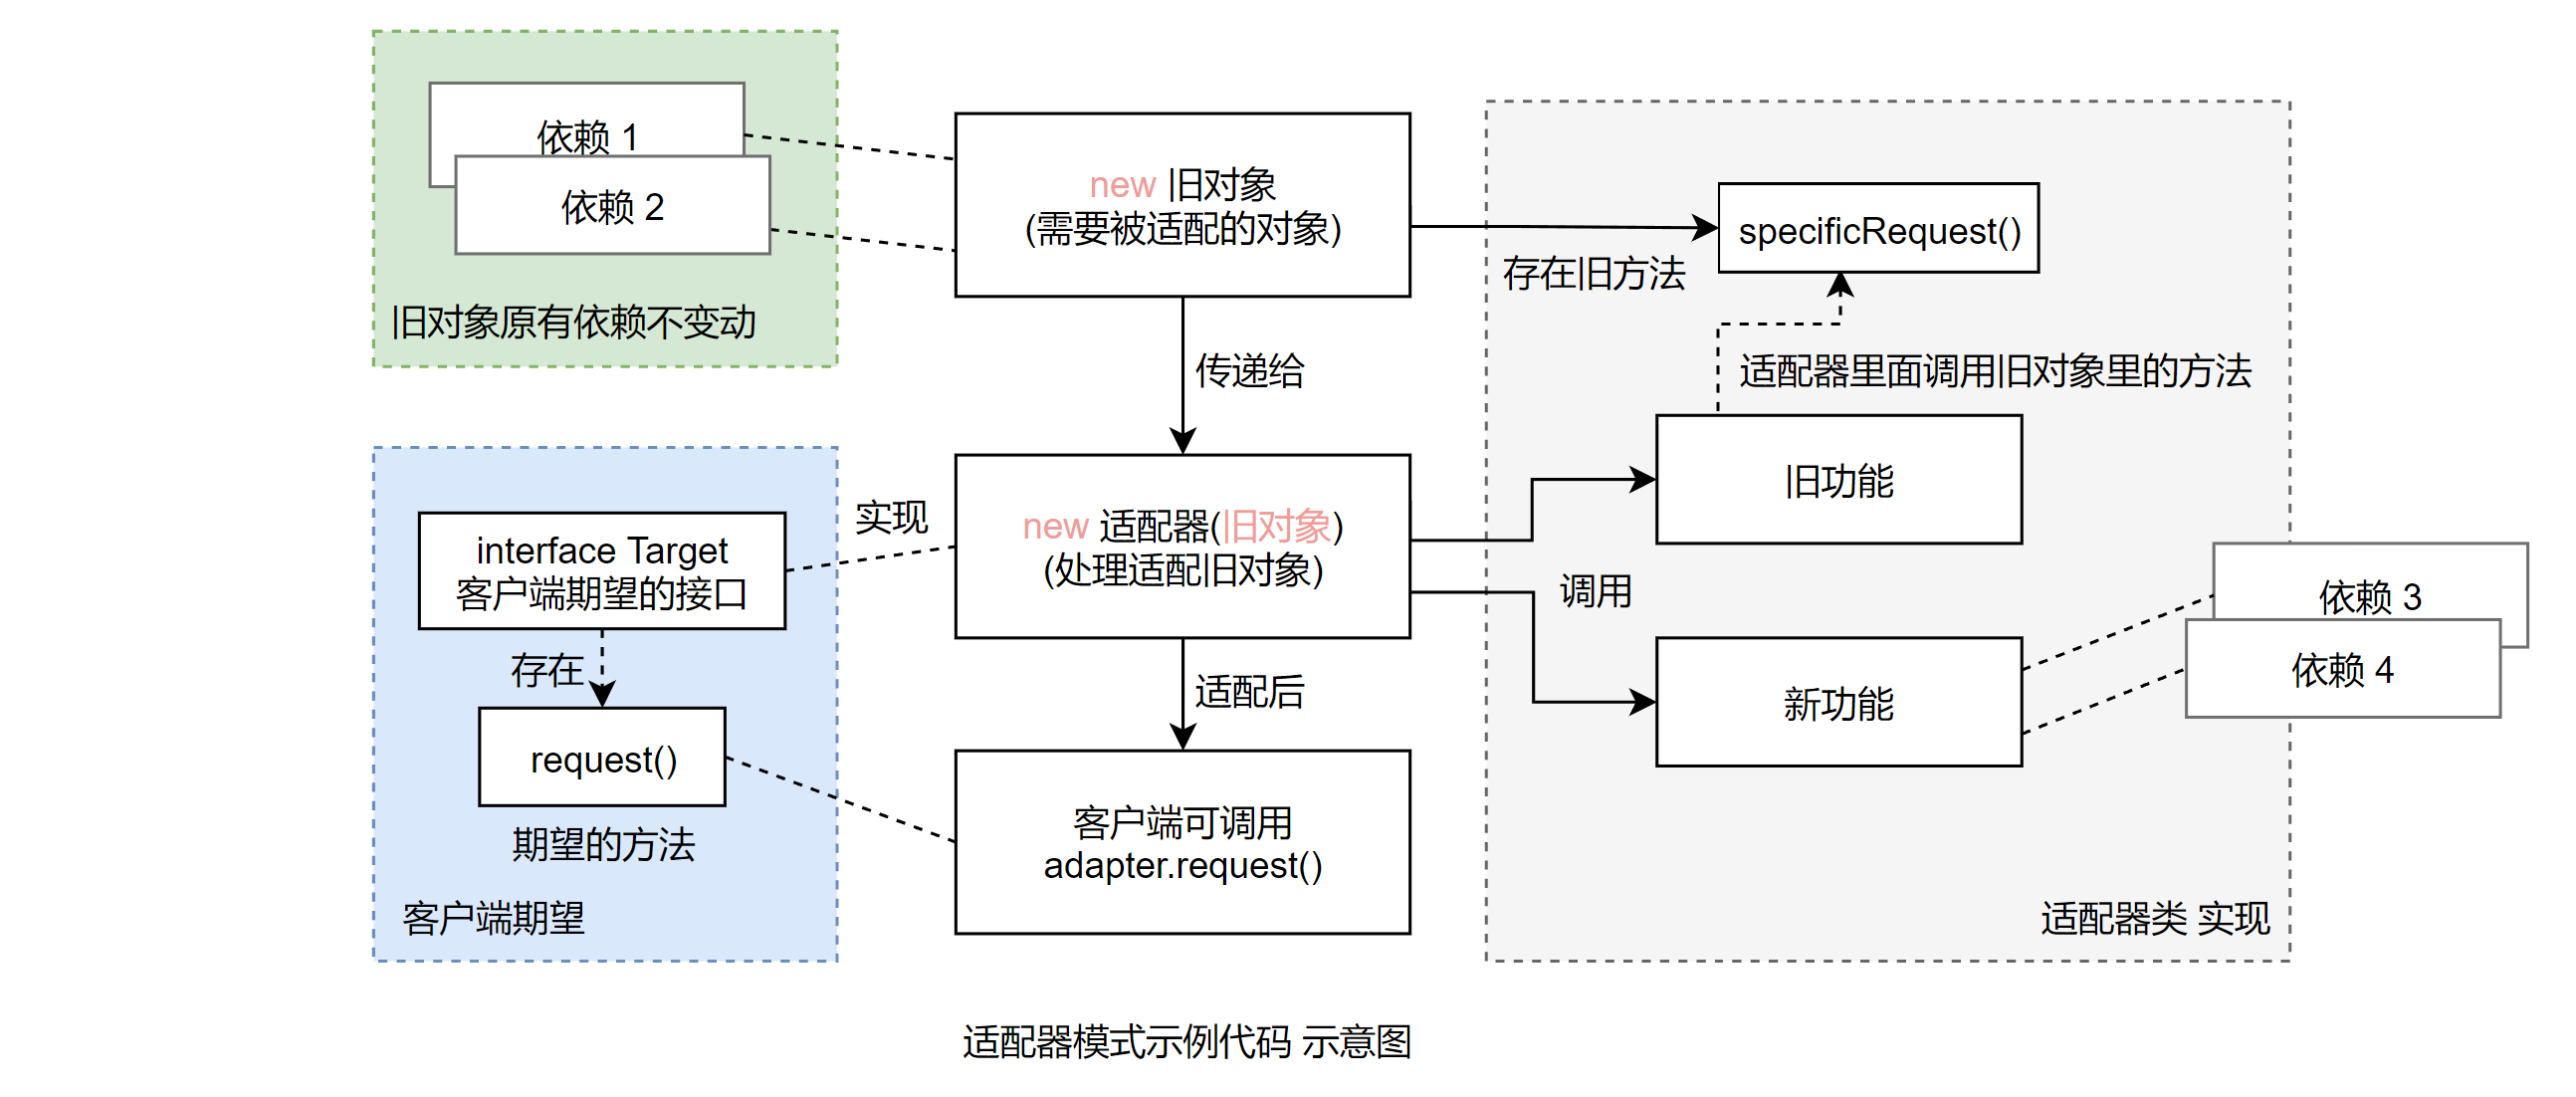 依赖 1
依赖 2
旧对象原有依赖不变动
new 旧对象
(需要被适配的对象)
存在旧方法
specificRequest()
传递给
适配器里面调用旧对象里的方法
interface Target
客户端期望的接口
实现
new 适配器(旧对象)
(处理适配旧对象)
调用
旧功能
新功能
依赖 3
依赖 4
存在
request()
期望的方法
客户端期望
适配后
客户端可调用
adapter.request()
适配器类 实现
适配器模式示例代码 示意图